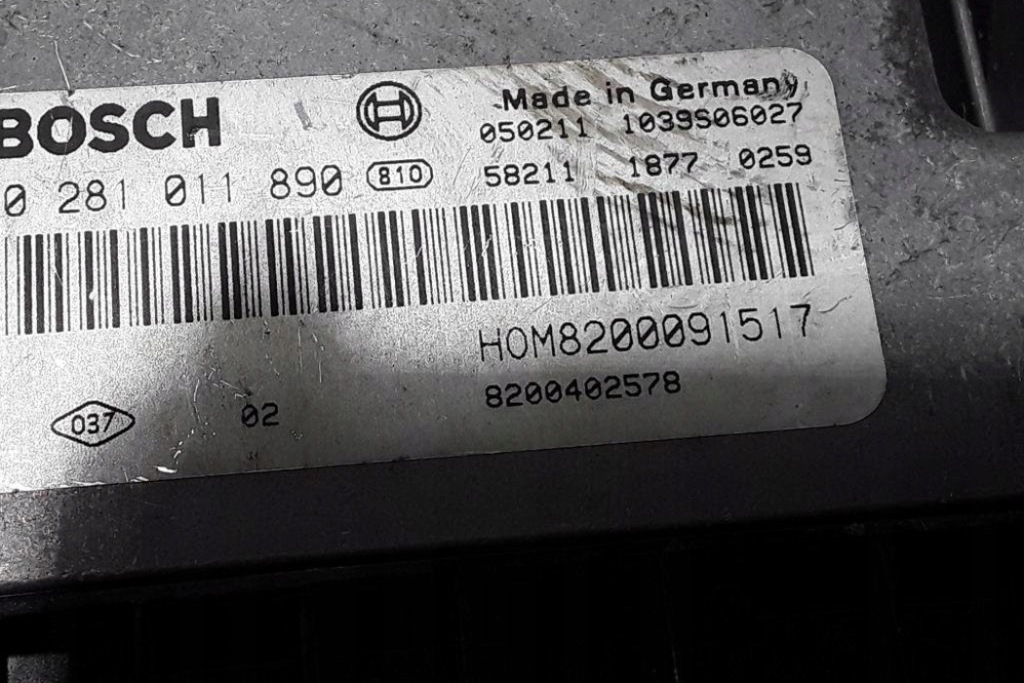 BOSCH
Made in Germany
050211 1039S06027
0 281 011 890 810
58211 1877 0259
HOM8200091517
8200402578
037 02